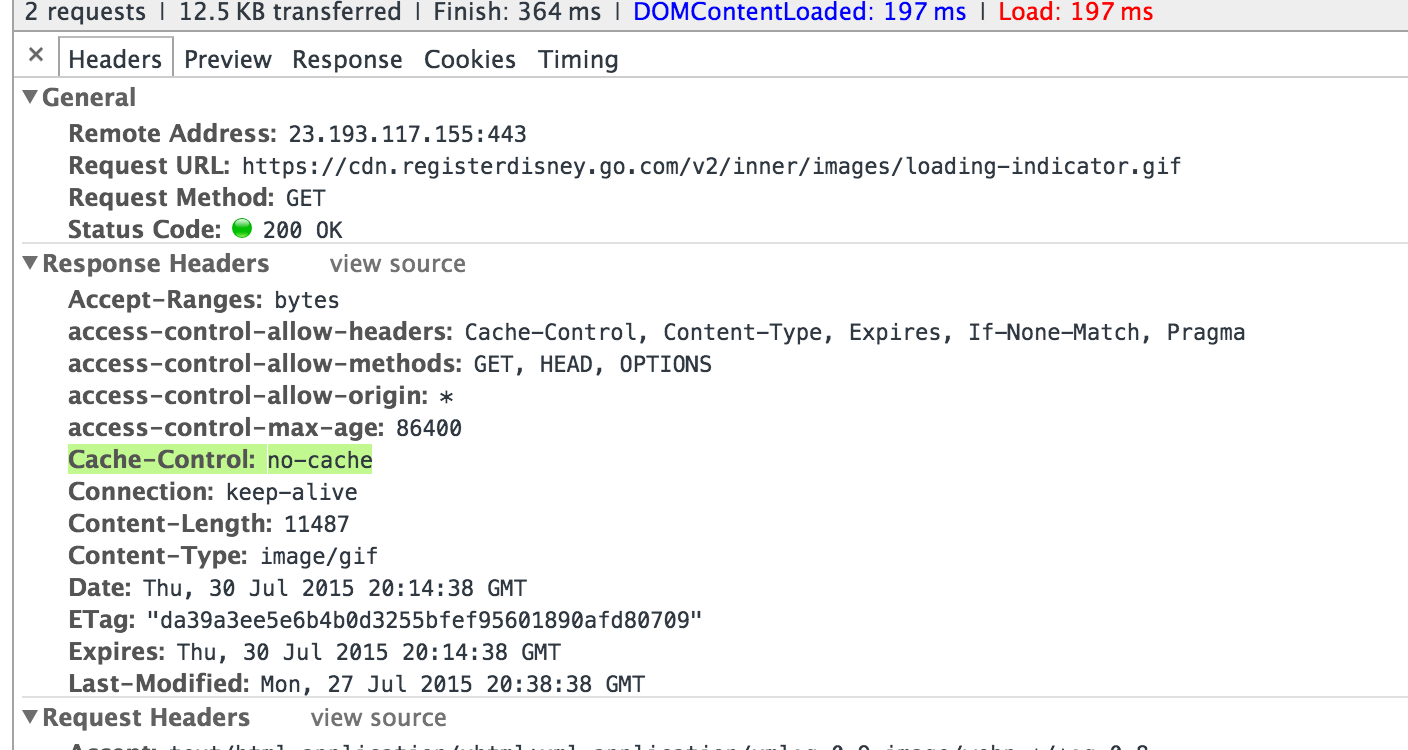 2 requests | 12.5 KB transferred | Finish: 364 ms | DOMContentLoaded: 197 ms | Load: 197 ms
× Headers Preview Response Cookies Timing
▼General
Remote Address: 23.193.117.155:443
Request URL: https://cdn.registerdisney.go.com/v2/inner/images/loading-indicator.gif
Request Method: GET
Status Code: 200 OK
▼Response Headers view source
Accept-Ranges: bytes
access-control-allow-headers: Cache-Control, Content-Type, Expires, If-None-Match, Pragma
access-control-allow-methods: GET, HEAD, OPTIONS
access-control-allow-origin: *
access-control-max-age: 86400
Cache-Control: no-cache
Connection: keep-alive
Content-Length: 11487
Content-Type: image/gif
Date: Thu, 30 Jul 2015 20:14:38 GMT
ETag: "da39a3ee5e6b4b0d3255bfef95601890afd80709"
Expires: Thu, 30 Jul 2015 20:14:38 GMT
Last-Modified: Mon, 27 Jul 2015 20:38:38 GMT
▼Request Headers view source